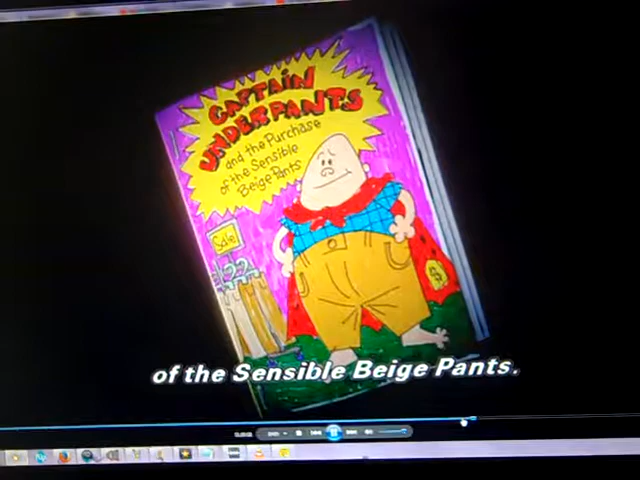 CAPTAIN
UNDERPANTS
and the Purchase
of the Sensible
Beige Pants
Sale
$
of the Sensible Beige Pants.